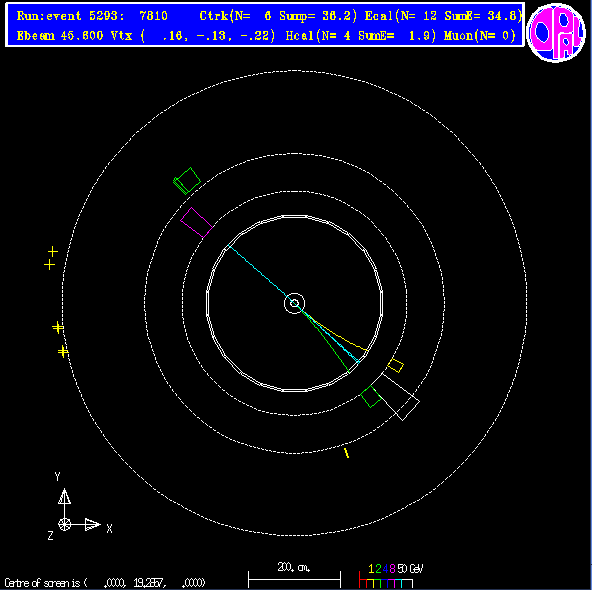 Run:event 5293: 7810 Ctrk(N= 6 Sump= 36.2) Ecal(N= 12 SumE= 34.8)
Ebeam 45.600 Vtx ( .16, -.13, -.22) Hcal(N= 4 SumE= 1.9) Muon(N= 0)
OPAL
Y
X
Z
200. cm.
1 2 4 8 50 GeV
Centre of screen is ( .0000, 19.2857, .0000)